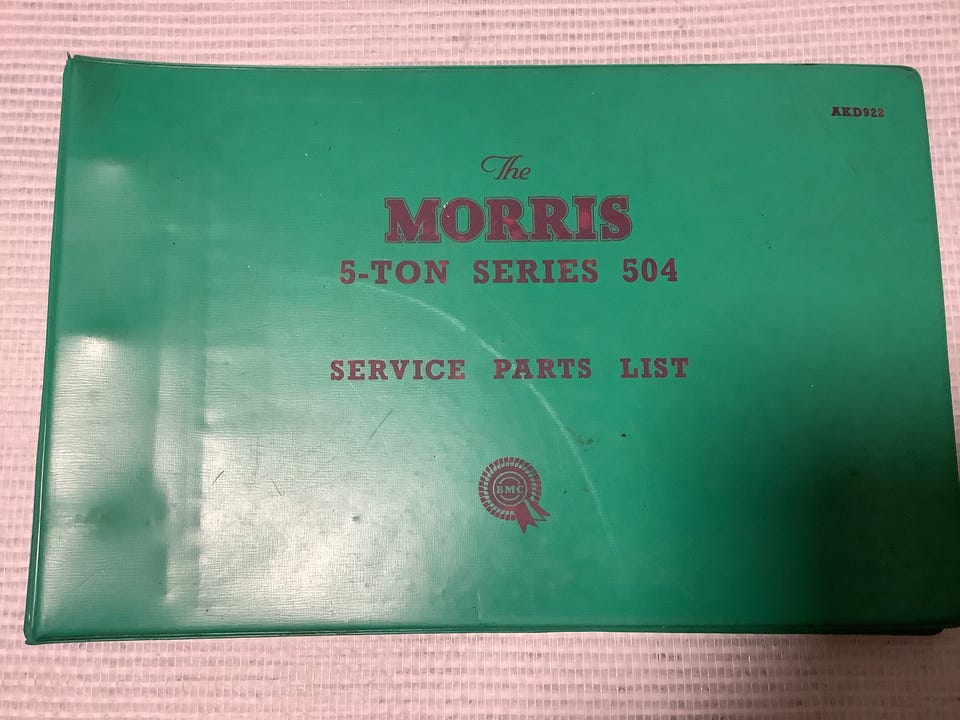 AKD922
The
MORRIS
5-TON SERIES 504
SERVICE PARTS LIST
BMC